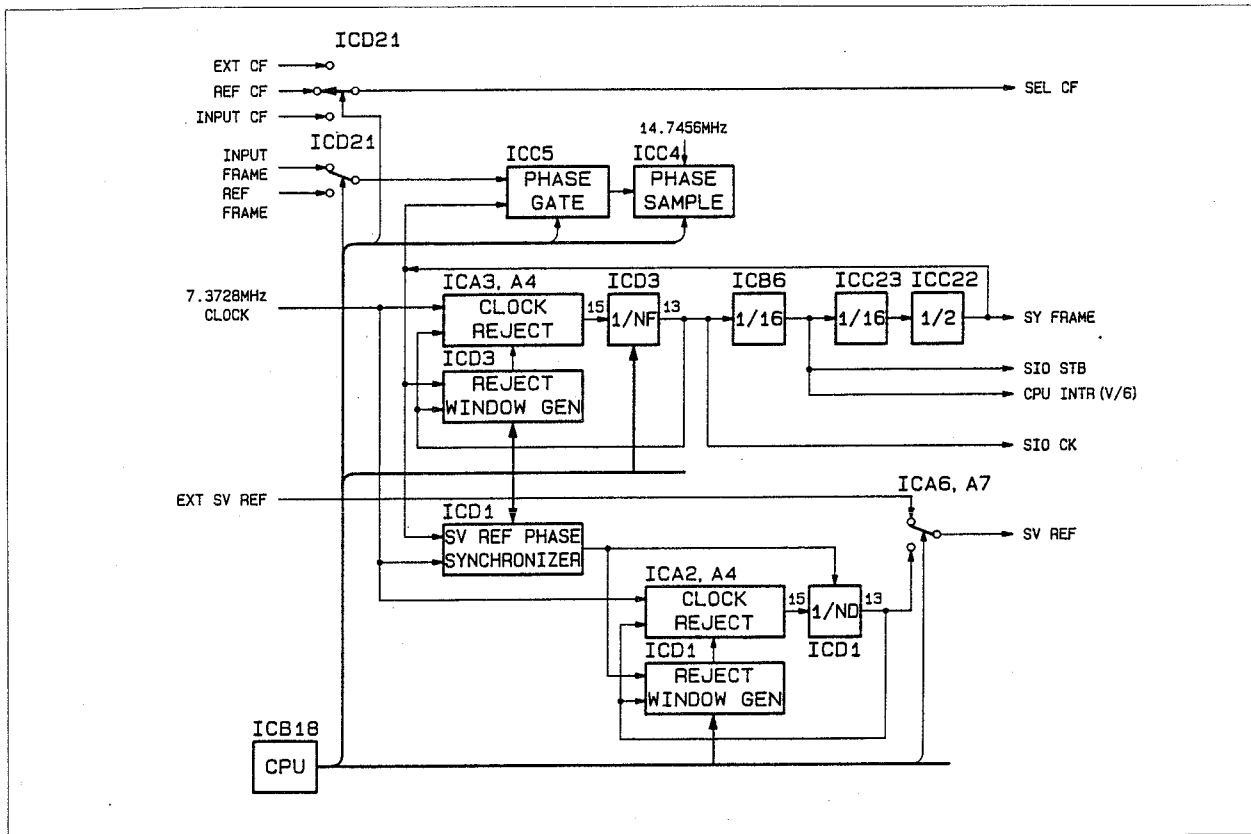 ICD21
EXT CF
REF CF
SEL CF
INPUT CF
ICD21
14.7456MHz
INPUT
FRAME
REF
FRAME
ICC5
PHASE
GATE
ICC4
PHASE
SAMPLE
7.3728MHz
CLOCK
ICA3, A4
CLOCK
REJECT
15
ICD3
1/NF
13
ICB6
1/16
ICC23
1/16
ICC22
1/2
SY FRAME
ICD3
REJECT
WINDOW GEN
SIO STB
CPU INTR(V/6)
SIO CK
EXT SV REF
ICA6, A7
SV REF
ICD1
SV REF PHASE
SYNCHRONIZER
ICA2, A4
CLOCK
REJECT
15
1/ND
13
ICD1
ICD1
REJECT
WINDOW GEN
ICB18
CPU